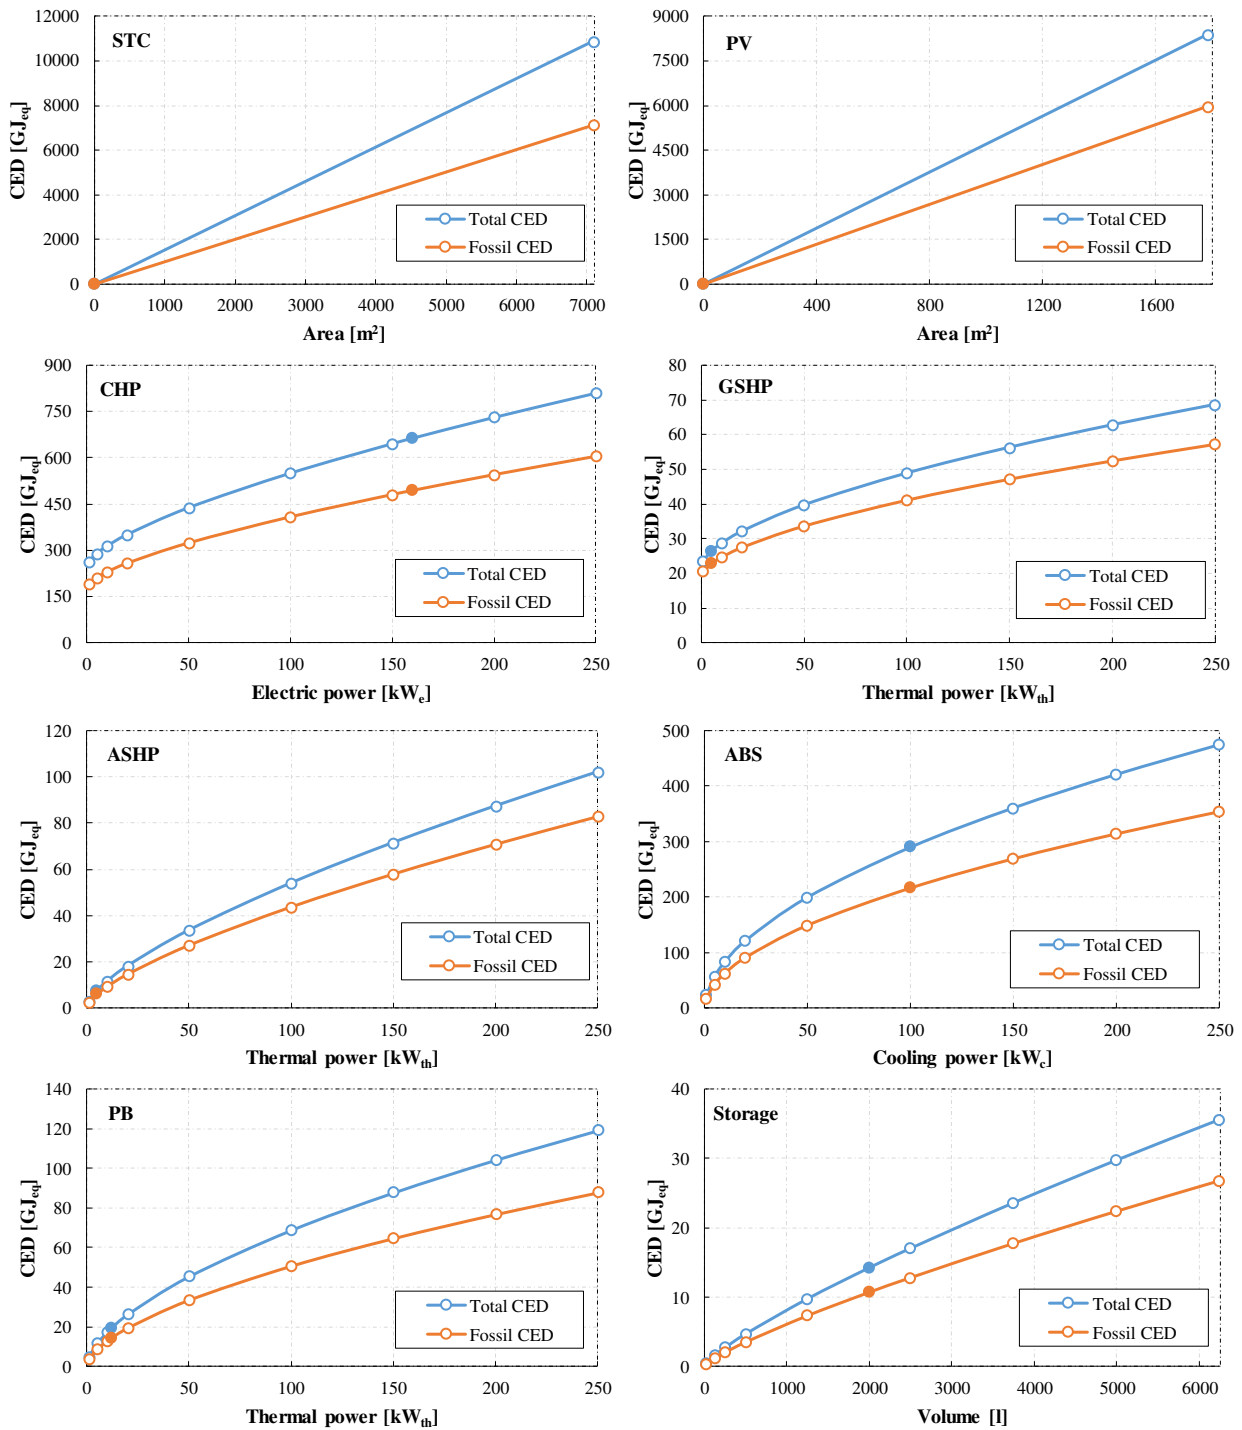 STC
CED [GJeq]
12000
10000
8000
6000
4000
2000
0
Total CED
Fossil CED
0 1000 2000 3000 4000 5000 6000 7000
Area [m²]
PV
CED [GJeq]
9000
7500
6000
4500
3000
1500
0
Total CED
Fossil CED
0 400 800 1200 1600
Area [m²]
CHP
CED [GJeq]
900
750
600
450
300
150
0
Total CED
Fossil CED
0 50 100 150 200 250
Electric power [kWe]
GSHP
CED [GJeq]
80
70
60
50
40
30
20
10
0
Total CED
Fossil CED
0 50 100 150 200 250
Thermal power [kWth]
ASHP
CED [GJeq]
120
100
80
60
40
20
0
Total CED
Fossil CED
0 50 100 150 200 250
Thermal power [kWth]
ABS
CED [GJeq]
500
400
300
200
100
0
Total CED
Fossil CED
0 50 100 150 200 250
Cooling power [kWc]
PB
CED [GJeq]
140
120
100
80
60
40
20
0
Total CED
Fossil CED
0 50 100 150 200 250
Thermal power [kWth]
Storage
CED [GJeq]
40
30
20
10
0
Total CED
Fossil CED
0 1000 2000 3000 4000 5000 6000
Volume [l]